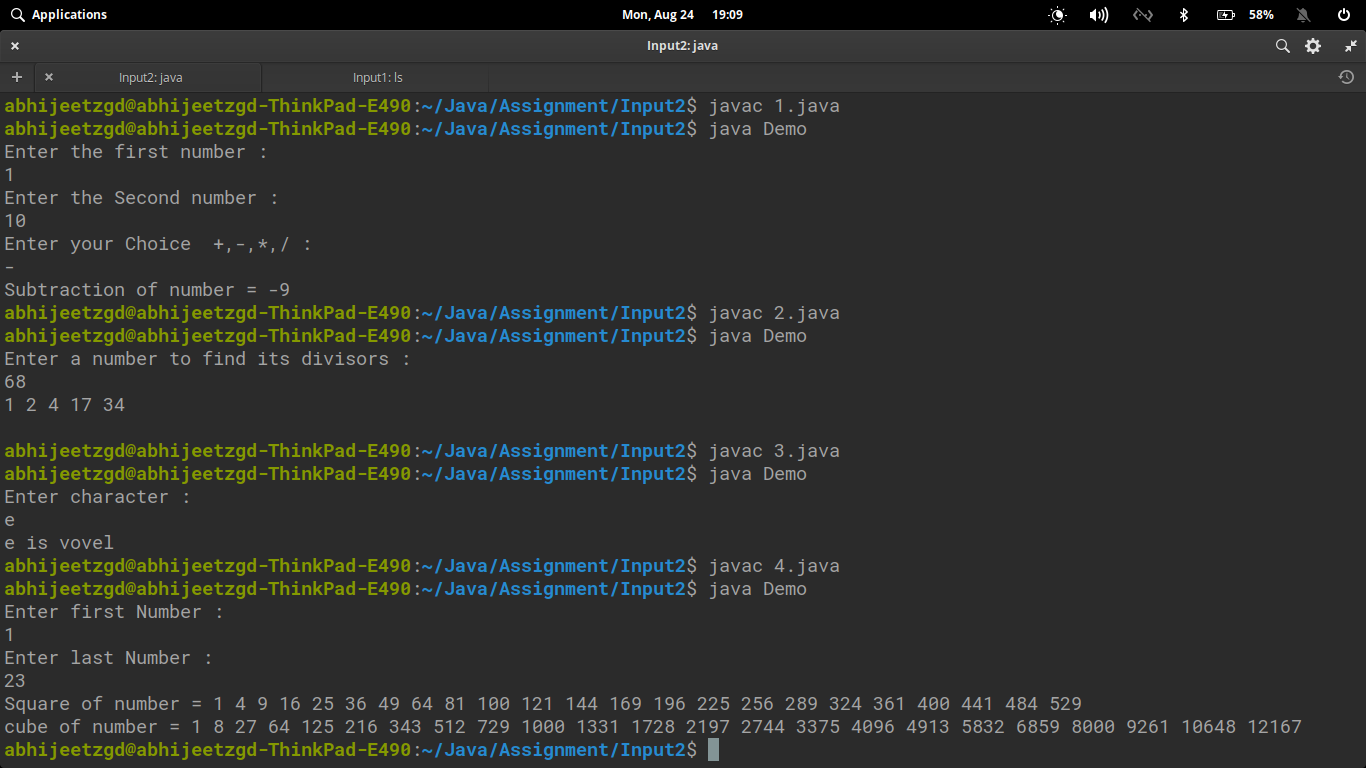 Applications
Mon, Aug 24 19:09
58%
Input2: java
Input2: java
Input1: ls
abhijeetzgd@abhijeetzgd-ThinkPad-E490:~/Java/Assignment/Input2$ javac 1.java
abhijeetzgd@abhijeetzgd-ThinkPad-E490:~/Java/Assignment/Input2$ java Demo
Enter the first number :
1
Enter the Second number :
10
Enter your Choice  +,-,*,/ :
-
Subtraction of number = -9
abhijeetzgd@abhijeetzgd-ThinkPad-E490:~/Java/Assignment/Input2$ javac 2.java
abhijeetzgd@abhijeetzgd-ThinkPad-E490:~/Java/Assignment/Input2$ java Demo
Enter a number to find its divisors :
68
1 2 4 17 34
abhijeetzgd@abhijeetzgd-ThinkPad-E490:~/Java/Assignment/Input2$ javac 3.java
abhijeetzgd@abhijeetzgd-ThinkPad-E490:~/Java/Assignment/Input2$ java Demo
Enter character :
e
e is vovel
abhijeetzgd@abhijeetzgd-ThinkPad-E490:~/Java/Assignment/Input2$ javac 4.java
abhijeetzgd@abhijeetzgd-ThinkPad-E490:~/Java/Assignment/Input2$ java Demo
Enter first Number :
1
Enter last Number :
23
Square of number = 1 4 9 16 25 36 49 64 81 100 121 144 169 196 225 256 289 324 361 400 441 484 529
cube of number = 1 8 27 64 125 216 343 512 729 1000 1331 1728 2197 2744 3375 4096 4913 5832 6859 8000 9261 10648 12167
abhijeetzgd@abhijeetzgd-ThinkPad-E490:~/Java/Assignment/Input2$